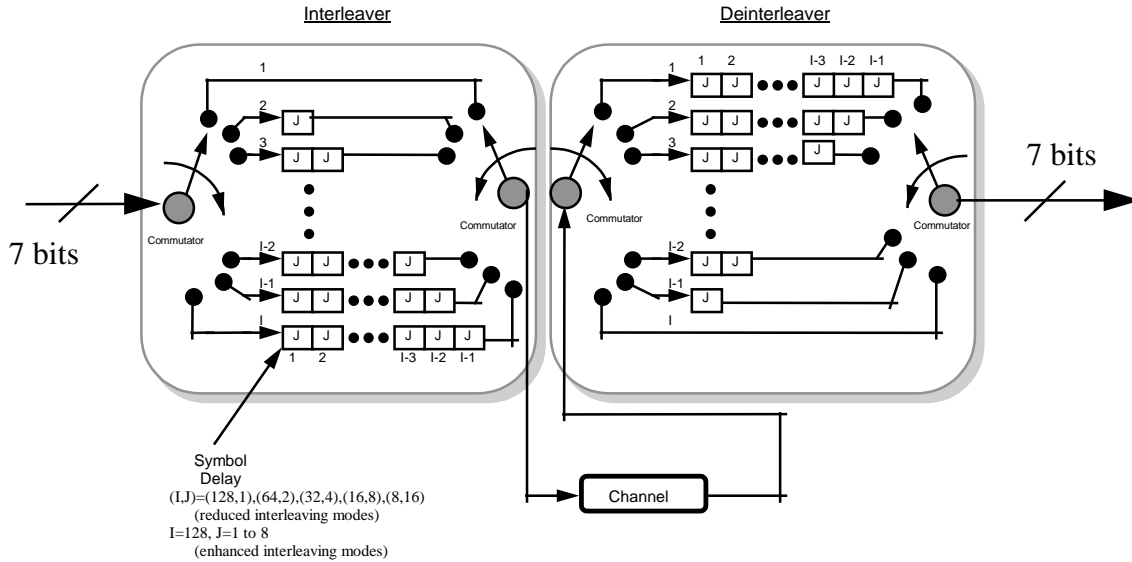 Interleaver
Deinterleaver
1
2
J
3
J J
Commutator
Commutator
7 bits
I-2
J J J
I-1
J J J J
I
J J J J J
1 2 I-3 I-2 I-1
1 2 I-3 I-2 I-1
1
J J J J J
2
J J J J
3
J J J
Commutator
Commutator
7 bits
I-2
J J
I-1
J
I
Symbol
Delay
(I,J)=(128,1),(64,2),(32,4),(16,8),(8,16)
(reduced interleaving modes)
I=128, J=1 to 8
(enhanced interleaving modes)
Channel